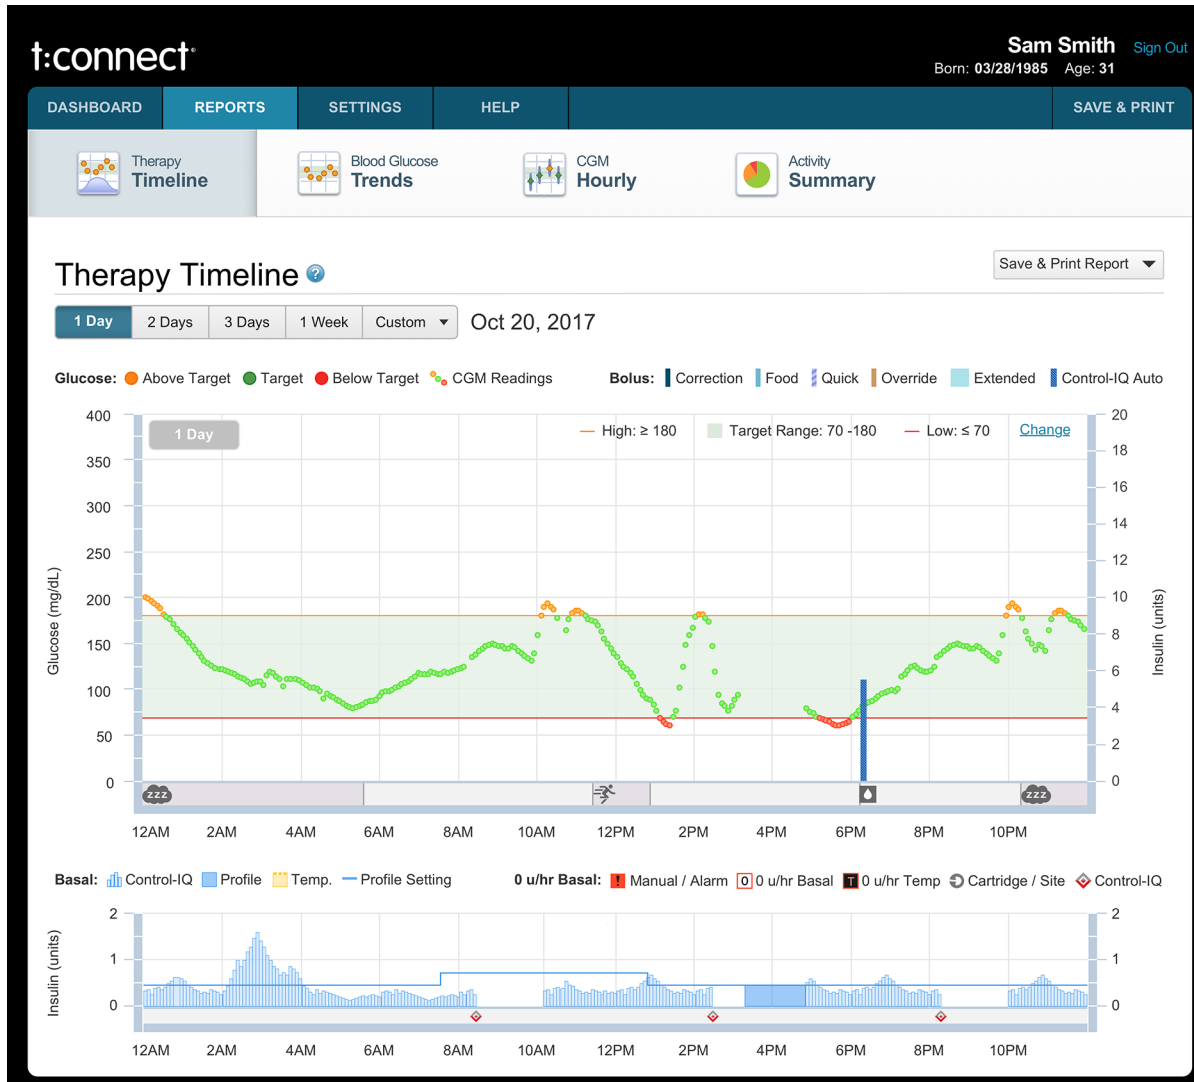 t:connect
Sam Smith Sign Out
Born: 03/28/1985 Age: 31
DASHBOARD REPORTS SETTINGS HELP SAVE & PRINT
Therapy Timeline
Blood Glucose Trends
CGM Hourly
Activity Summary
Therapy Timeline ?
Save & Print Report
1 Day 2 Days 3 Days 1 Week Custom Oct 20, 2017
Glucose: Above Target Target Below Target CGM Readings
Bolus: Correction Food Quick Override Extended Control-IQ Auto
1 Day
High: ≥ 180 Target Range: 70 -180 Low: ≤ 70 Change
Glucose (mg/dL)
400
350
300
250
200
150
100
50
0
20
18
16
14
12
10
8
6
4
2
0
Insulin (units)
zzz zzz
12AM 2AM 4AM 6AM 8AM 10AM 12PM 2PM 4PM 6PM 8PM 10PM
Basal: Control-IQ Profile Temp. Profile Setting
0 u/hr Basal: ! Manual / Alarm 0 0 u/hr Basal T 0 u/hr Temp Cartridge / Site Control-IQ
Insulin (units)
2
1
0
2
1
0
12AM 2AM 4AM 6AM 8AM 10AM 12PM 2PM 4PM 6PM 8PM 10PM